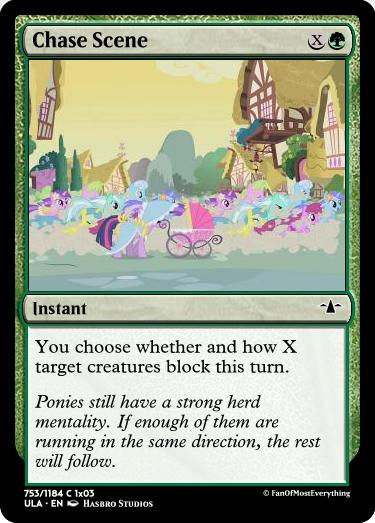 Chase Scene X
Instant
You choose whether and how X
target creatures block this turn.
Ponies still have a strong herd
mentality. If enough of them are
running in the same direction, the rest
will follow.
753/1184 C 1x03
ULA • EN Hasbro Studios © FanOfMostEverything